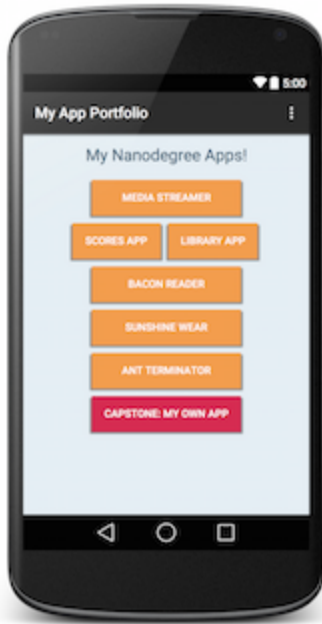 5:00
My App Portfolio
My Nanodegree Apps!
MEDIA STREAMER
SCORES APP LIBRARY APP
BACON READER
SUNSHINE WEAR
ANT TERMINATOR
CAPSTONE: MY OWN APP